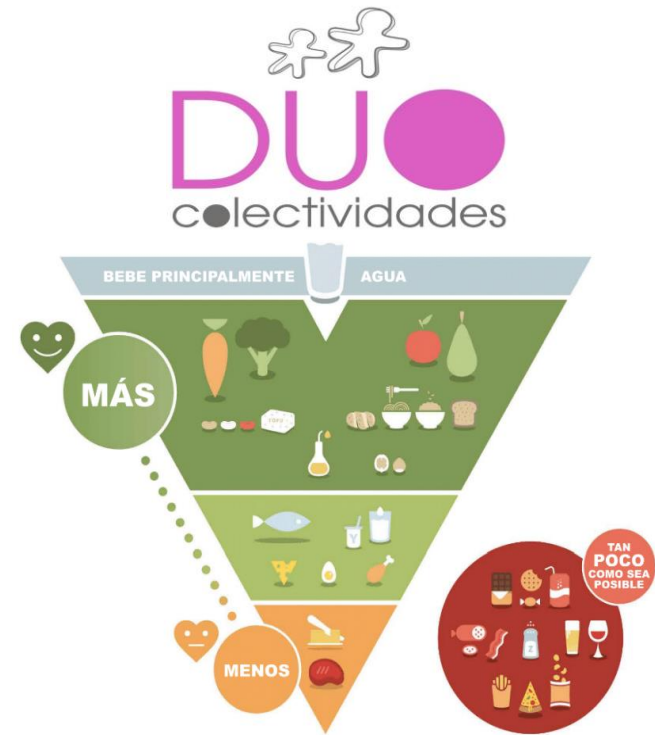 DUO
colectividades
BEBE PRINCIPALMENTE AGUA
MÁS
TAN
POCO
COMO SEA
POSIBLE
MENOS